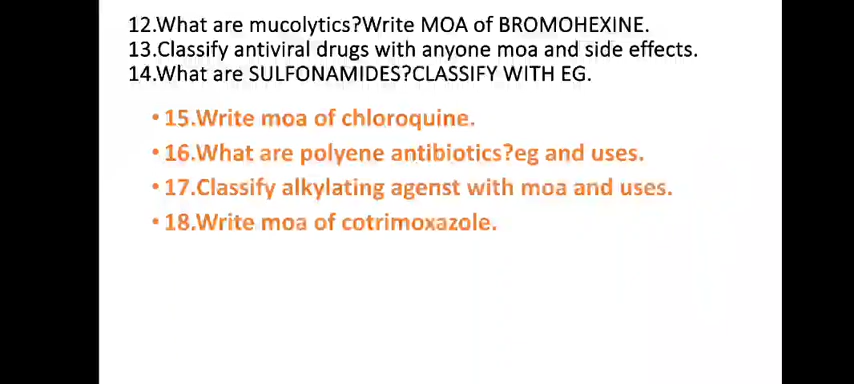 12.What are mucolytics?Write MOA of BROMOHEXINE.
13.Classify antiviral drugs with anyone moa and side effects.
14.What are SULFONAMIDES?CLASSIFY WITH EG.
• 15.Write moa of chloroquine.
• 16.What are polyene antibiotics?eg and uses.
• 17.Classify alkylating agenst with moa and uses.
• 18.Write moa of cotrimoxazole.